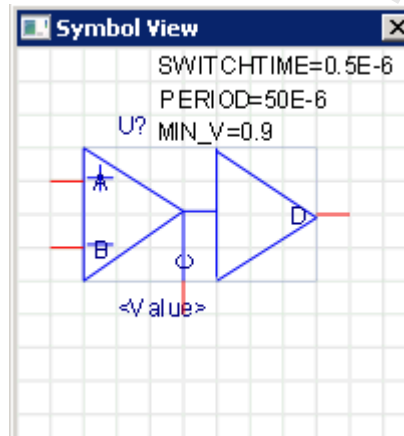 Symbol View
SWITCHTIME=0.5E-6
PERIOD=50E-6
U? MIN_V=0.9
A
D
B
C
<Value>